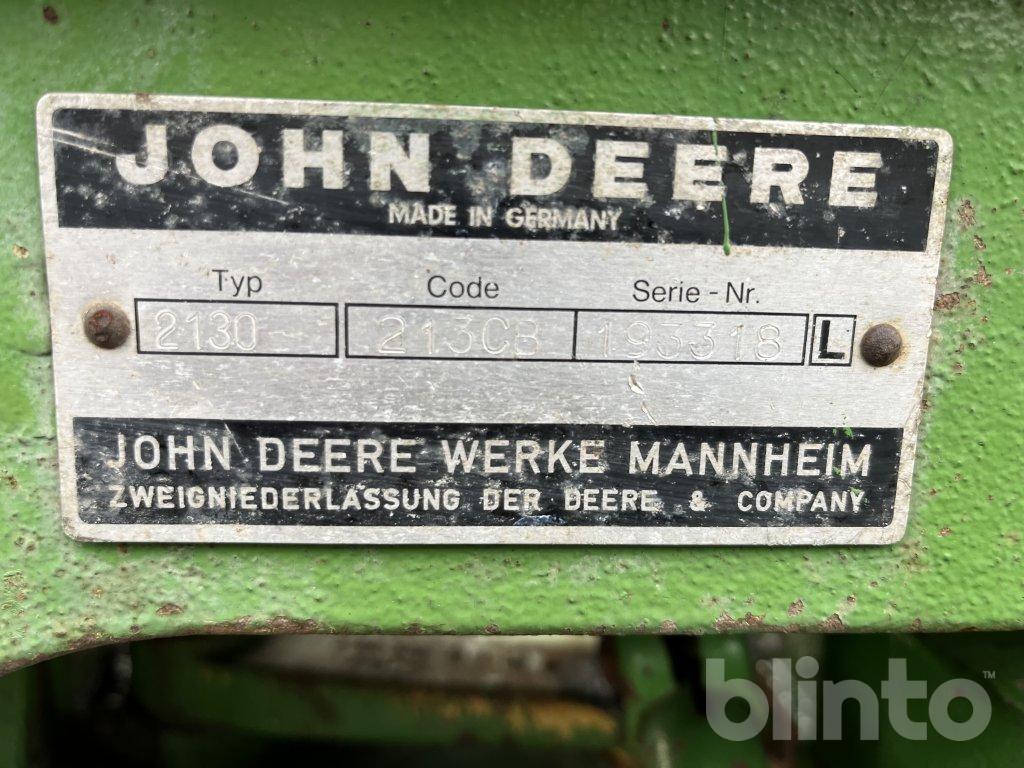 JOHN DEERE
MADE IN GERMANY
Typ Code Serie - Nr.
2130 213CB 193318 L
JOHN DEERE WERKE MANNHEIM
ZWEIGNIEDERLASSUNG DER DEERE & COMPANY
blinto™